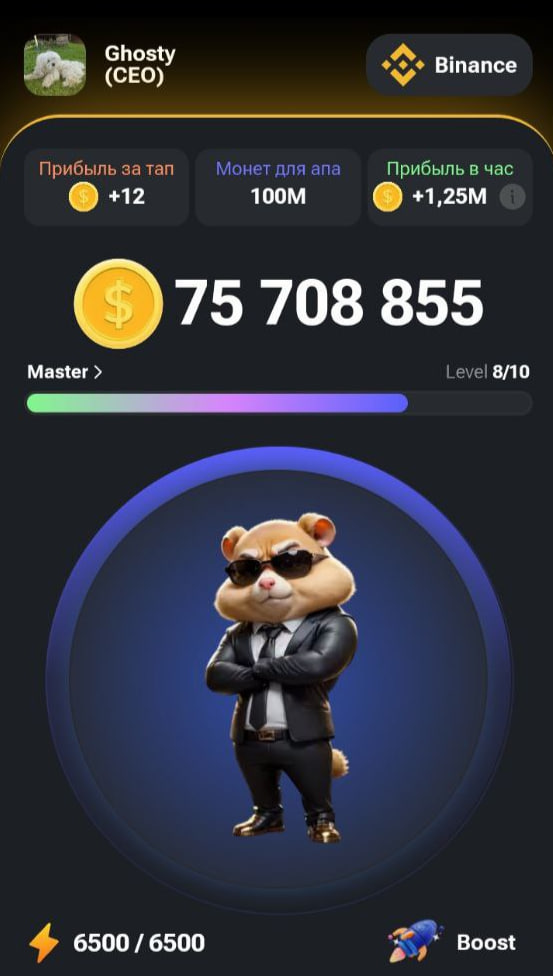 Ghosty
(CEO)
Binance
Прибыль за тап
+12
Монет для апа
100M
Прибыль в час
+1,25M
75 708 855
Master >
Level 8/10
6500 / 6500
Boost